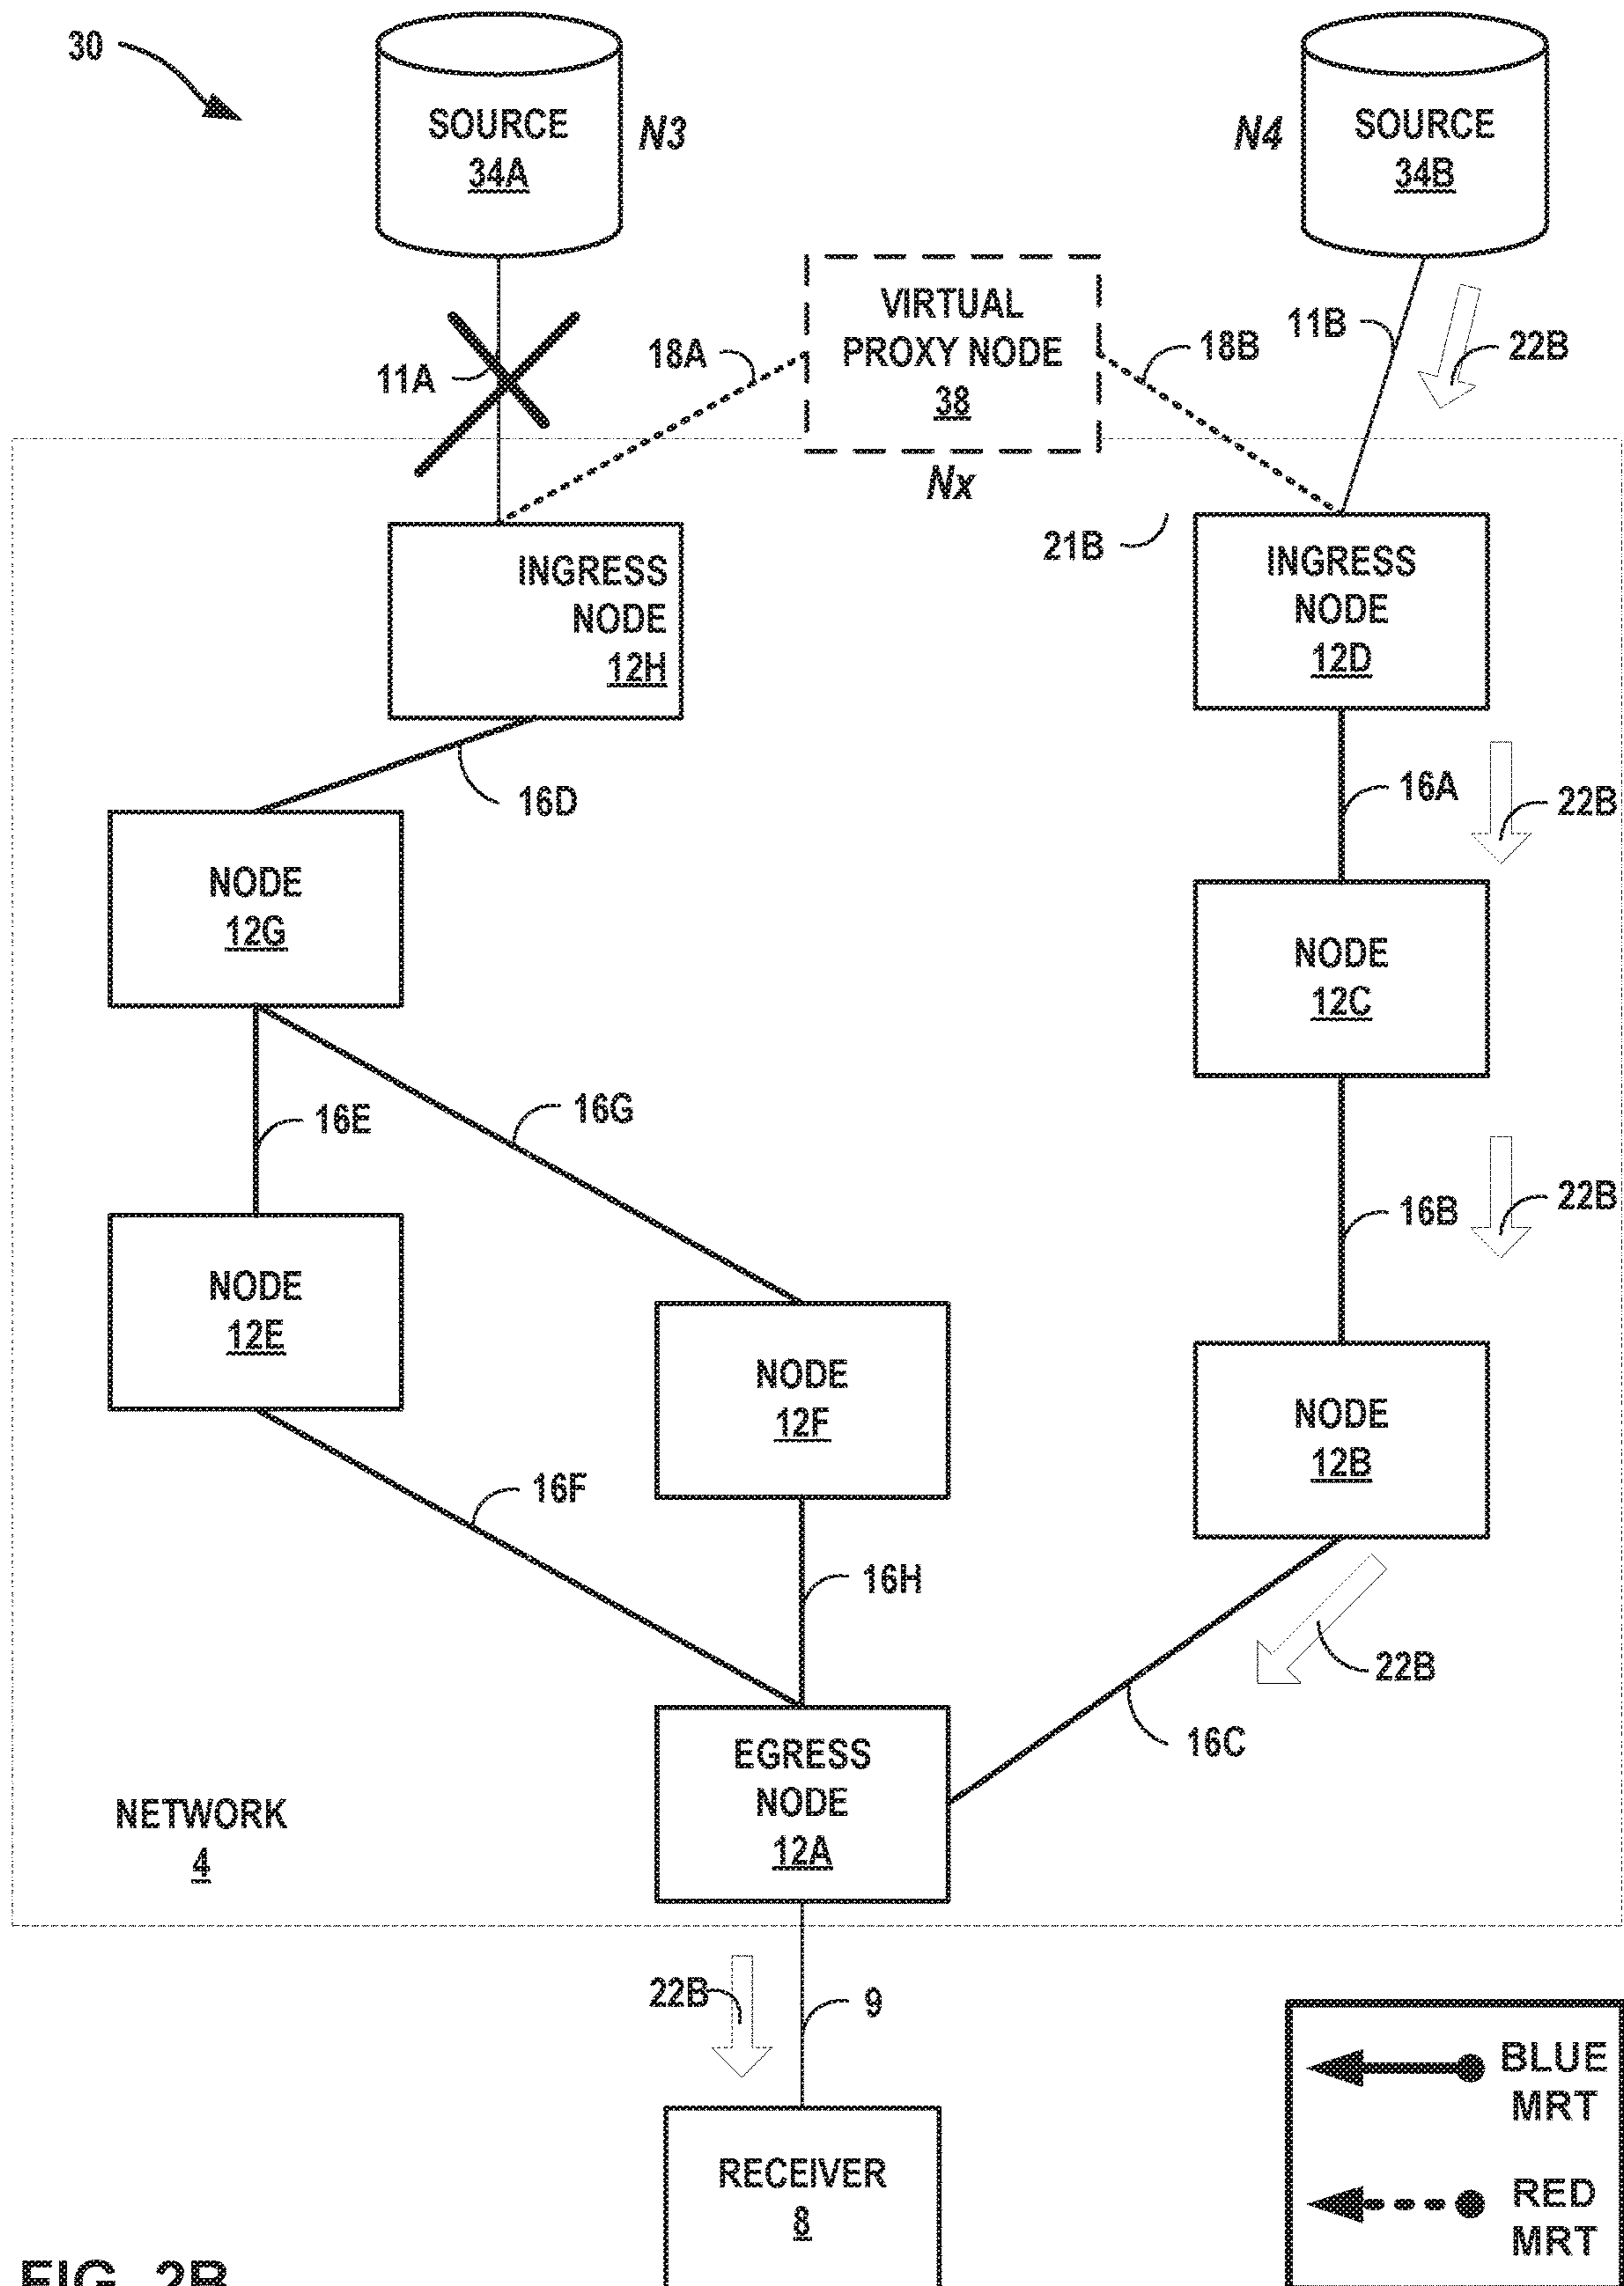 30
SOURCE
34A
N3
N4
SOURCE
34B
VIRTUAL
PROXY NODE
38
Nx
11A
18A
18B
11B
22B
21B
INGRESS
NODE
12H
INGRESS
NODE
12D
16D
16A
22B
NODE
12G
NODE
12C
16E
16G
16B
22B
NODE
12E
NODE
12F
NODE
12B
16F
16H
22B
16C
EGRESS
NODE
12A
NETWORK
4
22B
9
RECEIVER
8
BLUE
MRT
RED
MRT
FIG. 2B